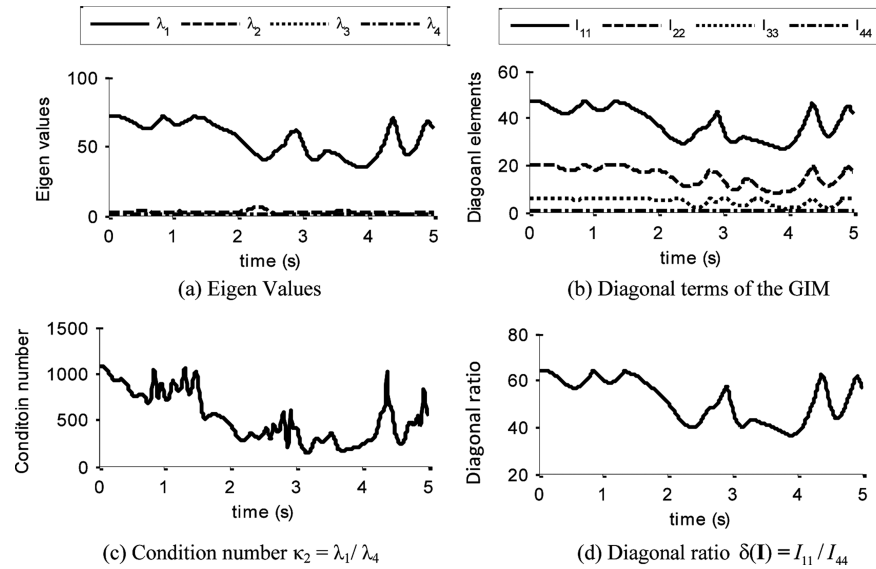 λ1 λ2 λ3 λ4
I11 I22 I33 I44
100
50
0
Eigen values
0 1 2 3 4 5
time (s)
(a) Eigen Values
60
40
20
0
Diagoanl elements
0 1 2 3 4 5
time (s)
(b) Diagonal terms of the GIM
1500
1000
500
0
Conditoin number
0 1 2 3 4 5
time (s)
(c) Condition number κ2 = λ1/ λ4
80
60
40
20
Diagonal ratio
0 1 2 3 4 5
time (s)
(d) Diagonal ratio δ(I) = I11 / I44